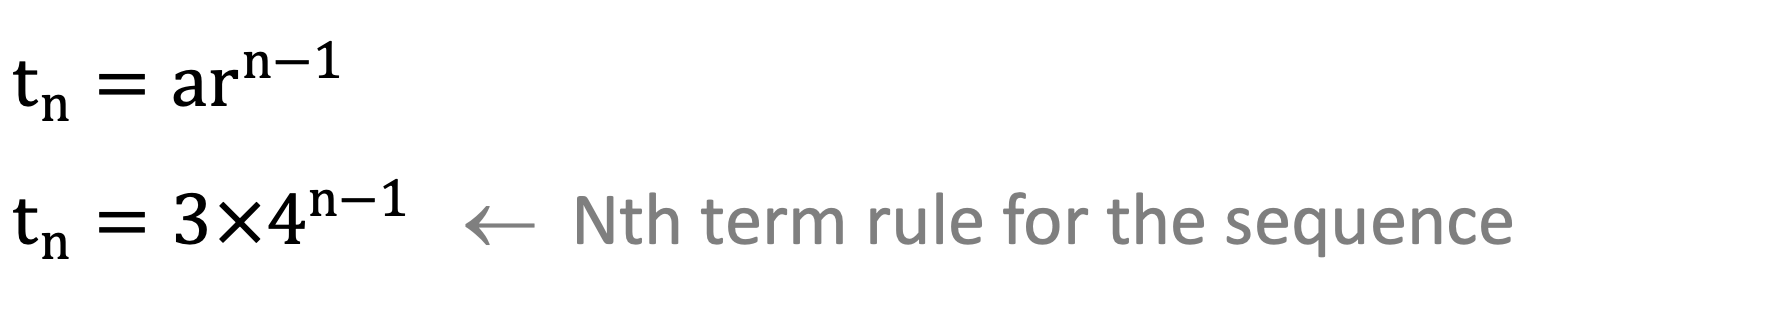 tₙ = arⁿ⁻¹
tₙ = 3×4ⁿ⁻¹ ← Nth term rule for the sequence